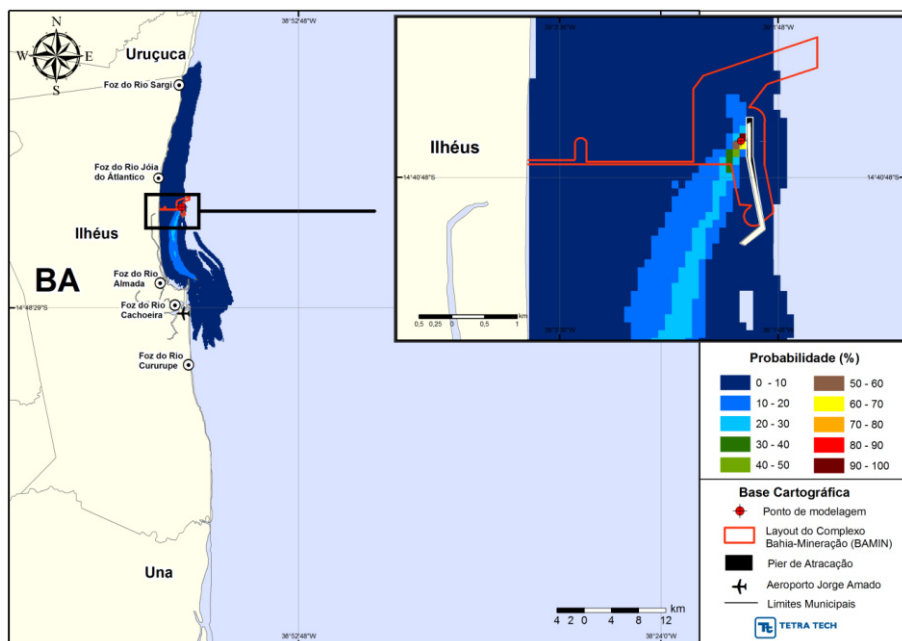 N
W
E
S
38°52'48"W
Uruçuca
Foz do Rio Sargi
Foz do Rio Jóia
do Átlantico
Ilhéus
BA
Foz do Rio
Almada
14°48'29"S
Foz do Rio
Cachoeira
Foz do Rio
Cururupe
Una
4 2 0 4 8 12
km
38°52'48"W
38°24'0"W
Ilhéus
14°40'48"S
14°40'48"S
0,5 0,25 0 0,5 1
km
Probabilidade (%)
0 - 10
10 - 20
20 - 30
30 - 40
40 - 50
50 - 60
60 - 70
70 - 80
80 - 90
90 - 100
Base Cartográfica
Ponto de modelagem
Layout do Complexo
Bahia-Mineração (BAMIN)
Pier de Atracação
Aeroporto Jorge Amado
Limites Municipais
Tt TETRA TECH